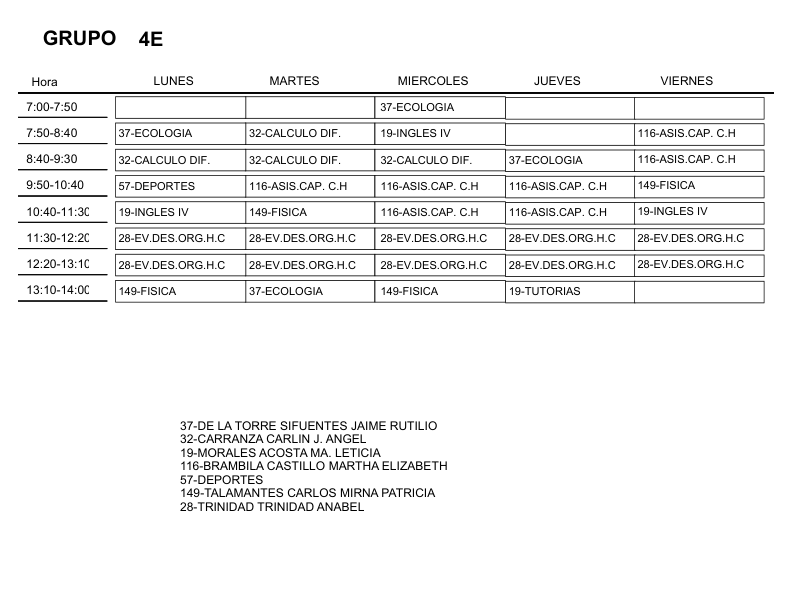 GRUPO 4E
Hora LUNES MARTES MIERCOLES JUEVES VIERNES
7:00-7:50 37-ECOLOGIA
7:50-8:40 37-ECOLOGIA 32-CALCULO DIF. 19-INGLES IV 116-ASIS.CAP. C.H
8:40-9:30 32-CALCULO DIF. 32-CALCULO DIF. 32-CALCULO DIF. 37-ECOLOGIA 116-ASIS.CAP. C.H
9:50-10:40 57-DEPORTES 116-ASIS.CAP. C.H 116-ASIS.CAP. C.H 116-ASIS.CAP. C.H 149-FISICA
10:40-11:30 19-INGLES IV 149-FISICA 116-ASIS.CAP. C.H 116-ASIS.CAP. C.H 19-INGLES IV
11:30-12:20 28-EV.DES.ORG.H.C 28-EV.DES.ORG.H.C 28-EV.DES.ORG.H.C 28-EV.DES.ORG.H.C 28-EV.DES.ORG.H.C
12:20-13:10 28-EV.DES.ORG.H.C 28-EV.DES.ORG.H.C 28-EV.DES.ORG.H.C 28-EV.DES.ORG.H.C 28-EV.DES.ORG.H.C
13:10-14:00 149-FISICA 37-ECOLOGIA 149-FISICA 19-TUTORIAS
37-DE LA TORRE SIFUENTES JAIME RUTILIO
32-CARRANZA CARLIN J. ANGEL
19-MORALES ACOSTA MA. LETICIA
116-BRAMBILA CASTILLO MARTHA ELIZABETH
57-DEPORTES
149-TALAMANTES CARLOS MIRNA PATRICIA
28-TRINIDAD TRINIDAD ANABEL